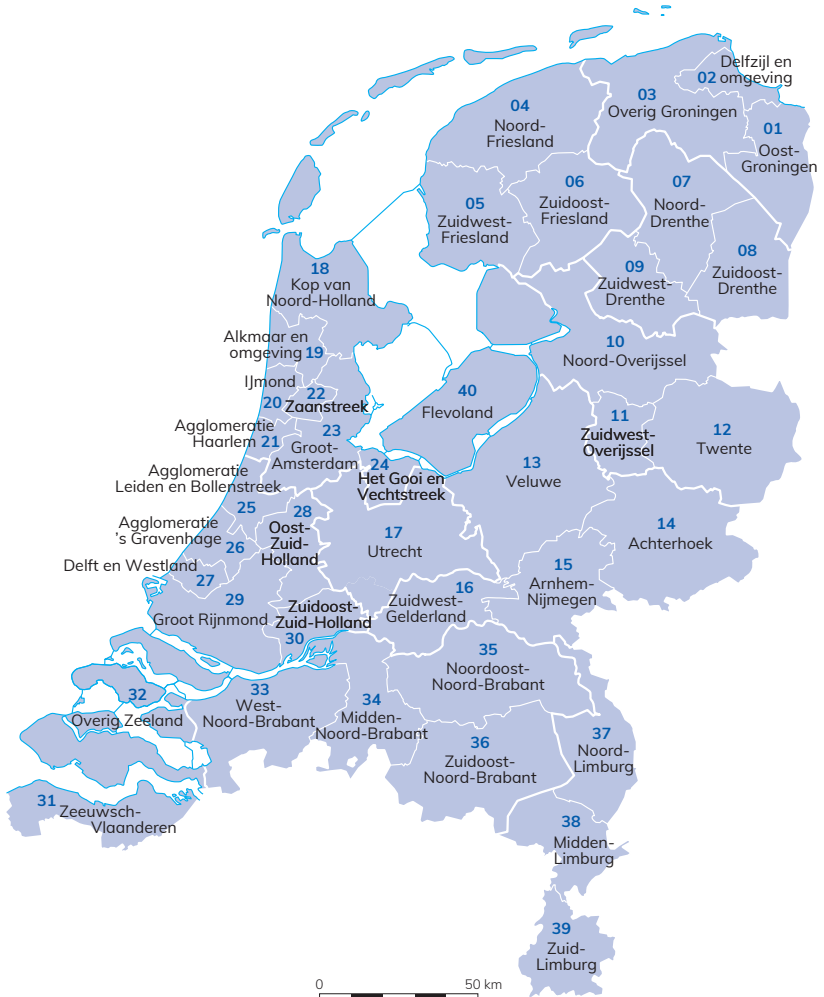 Delfzijl en
02 omgeving
03
Overig Groningen
04
Noord-
Friesland
01
Oost-
Groningen
05
Zuidwest-
Friesland
06
Zuidoost-
Friesland
07
Noord-
Drenthe
08
Zuidoost-
Drenthe
09
Zuidwest-
Drenthe
18
Kop van
Noord-Holland
10
Noord-Overijssel
Alkmaar en
omgeving 19
IJmond
20
22
Zaanstreek
40
Flevoland
11
Zuidwest-
Overijssel
12
Twente
Agglomeratie
Haarlem 21
23
Groot-
Amsterdam
24
Het Gooi en
Vechtstreek
13
Veluwe
Agglomeratie
Leiden en Bollenstreek
25
28
Oost-
Zuid-
Holland
Agglomeratie
's Gravenhage
26
17
Utrecht
14
Achterhoek
Delft en Westland
27
15
Arnhem-
Nijmegen
16
Zuidwest-
Gelderland
29
Groot Rijnmond
Zuidoost-
Zuid-Holland
30
35
Noordoost-
Noord-Brabant
32
Overig Zeeland
33
West-
Noord-Brabant
34
Midden-
Noord-Brabant
36
Zuidoost-
Noord-Brabant
37
Noord-
Limburg
31
Zeeuwsch-
Vlaanderen
38
Midden-
Limburg
39
Zuid-
Limburg
0 50 km